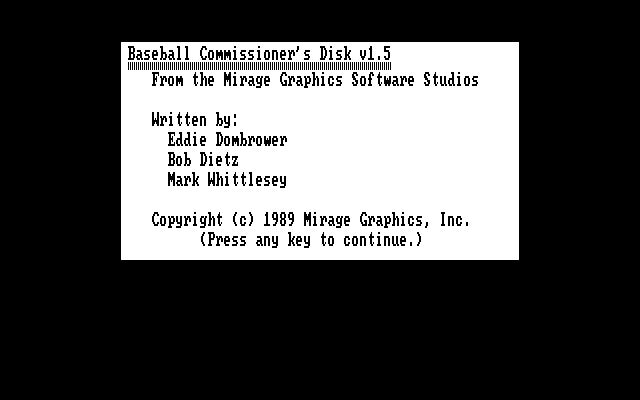 Baseball Commissioner's Disk v1.5
From the Mirage Graphics Software Studios
Written by:
Eddie Dombrower
Bob Dietz
Mark Whittlesey
Copyright (c) 1989 Mirage Graphics, Inc.
(Press any key to continue.)